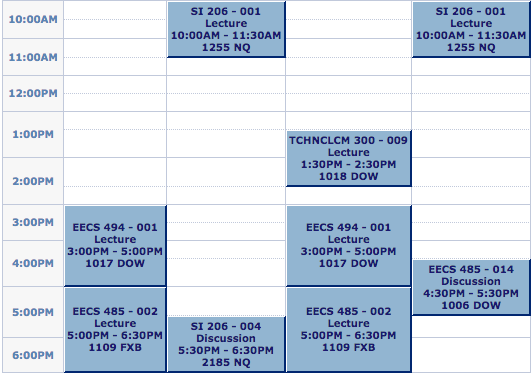 10:00AM
SI 206 - 001
Lecture
10:00AM - 11:30AM
1255 NQ
SI 206 - 001
Lecture
10:00AM - 11:30AM
1255 NQ
11:00AM
12:00PM
1:00PM
TCHNCLCM 300 - 009
Lecture
1:30PM - 2:30PM
1018 DOW
2:00PM
3:00PM
EECS 494 - 001
Lecture
3:00PM - 5:00PM
1017 DOW
EECS 494 - 001
Lecture
3:00PM - 5:00PM
1017 DOW
4:00PM
EECS 485 - 014
Discussion
4:30PM - 5:30PM
1006 DOW
5:00PM
EECS 485 - 002
Lecture
5:00PM - 6:30PM
1109 FXB
SI 206 - 004
Discussion
5:30PM - 6:30PM
2185 NQ
EECS 485 - 002
Lecture
5:00PM - 6:30PM
1109 FXB
6:00PM